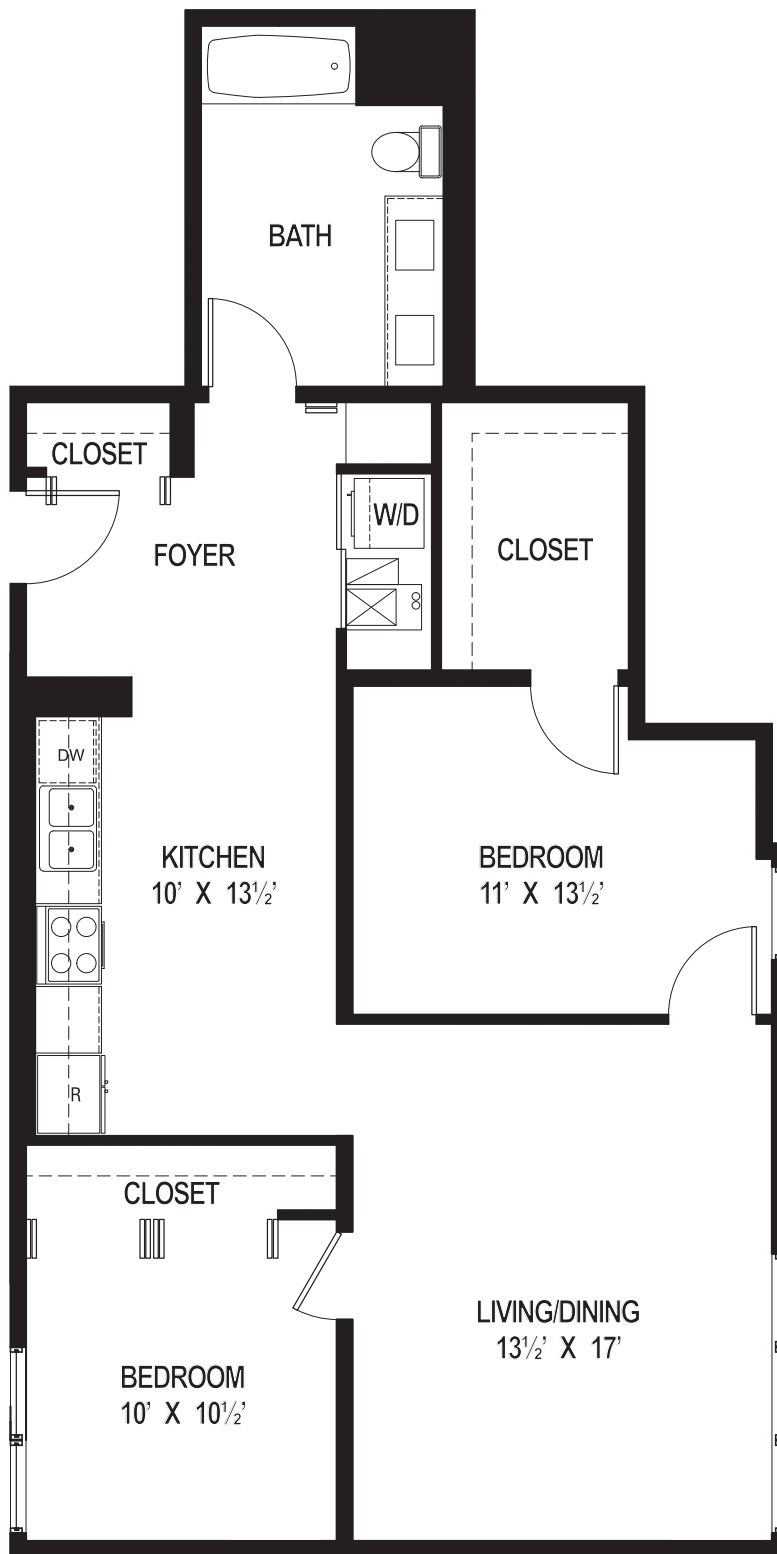 BATH
CLOSET
W/D
FOYER
CLOSET
DW
KITCHEN
10' X 13½'
BEDROOM
11' X 13½'
R
CLOSET
LIVING/DINING
13½' X 17'
BEDROOM
10' X 10½'